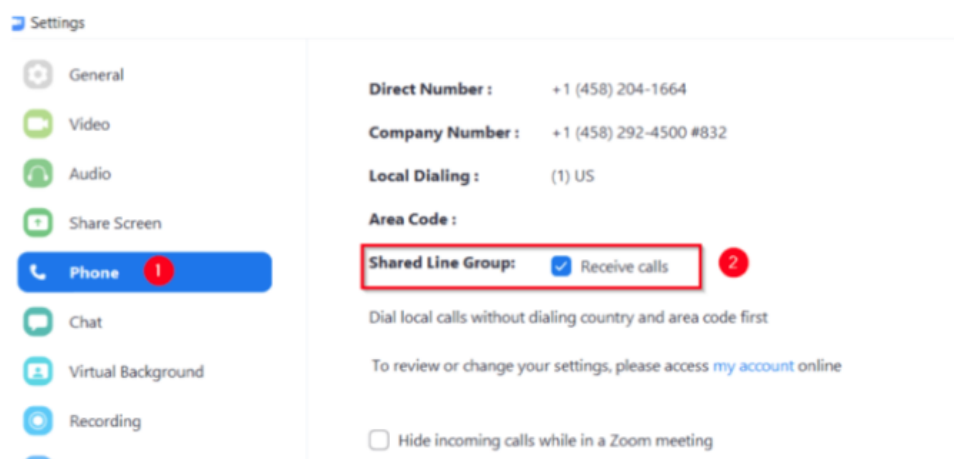 Settings
General
Video
Audio
Share Screen
Phone 1
Chat
Virtual Background
Recording
Direct Number : +1 (458) 204-1664
Company Number : +1 (458) 292-4500 #832
Local Dialing : (1) US
Area Code :
Shared Line Group: Receive calls 2
Dial local calls without dialing country and area code first
To review or change your settings, please access my account online
Hide incoming calls while in a Zoom meeting